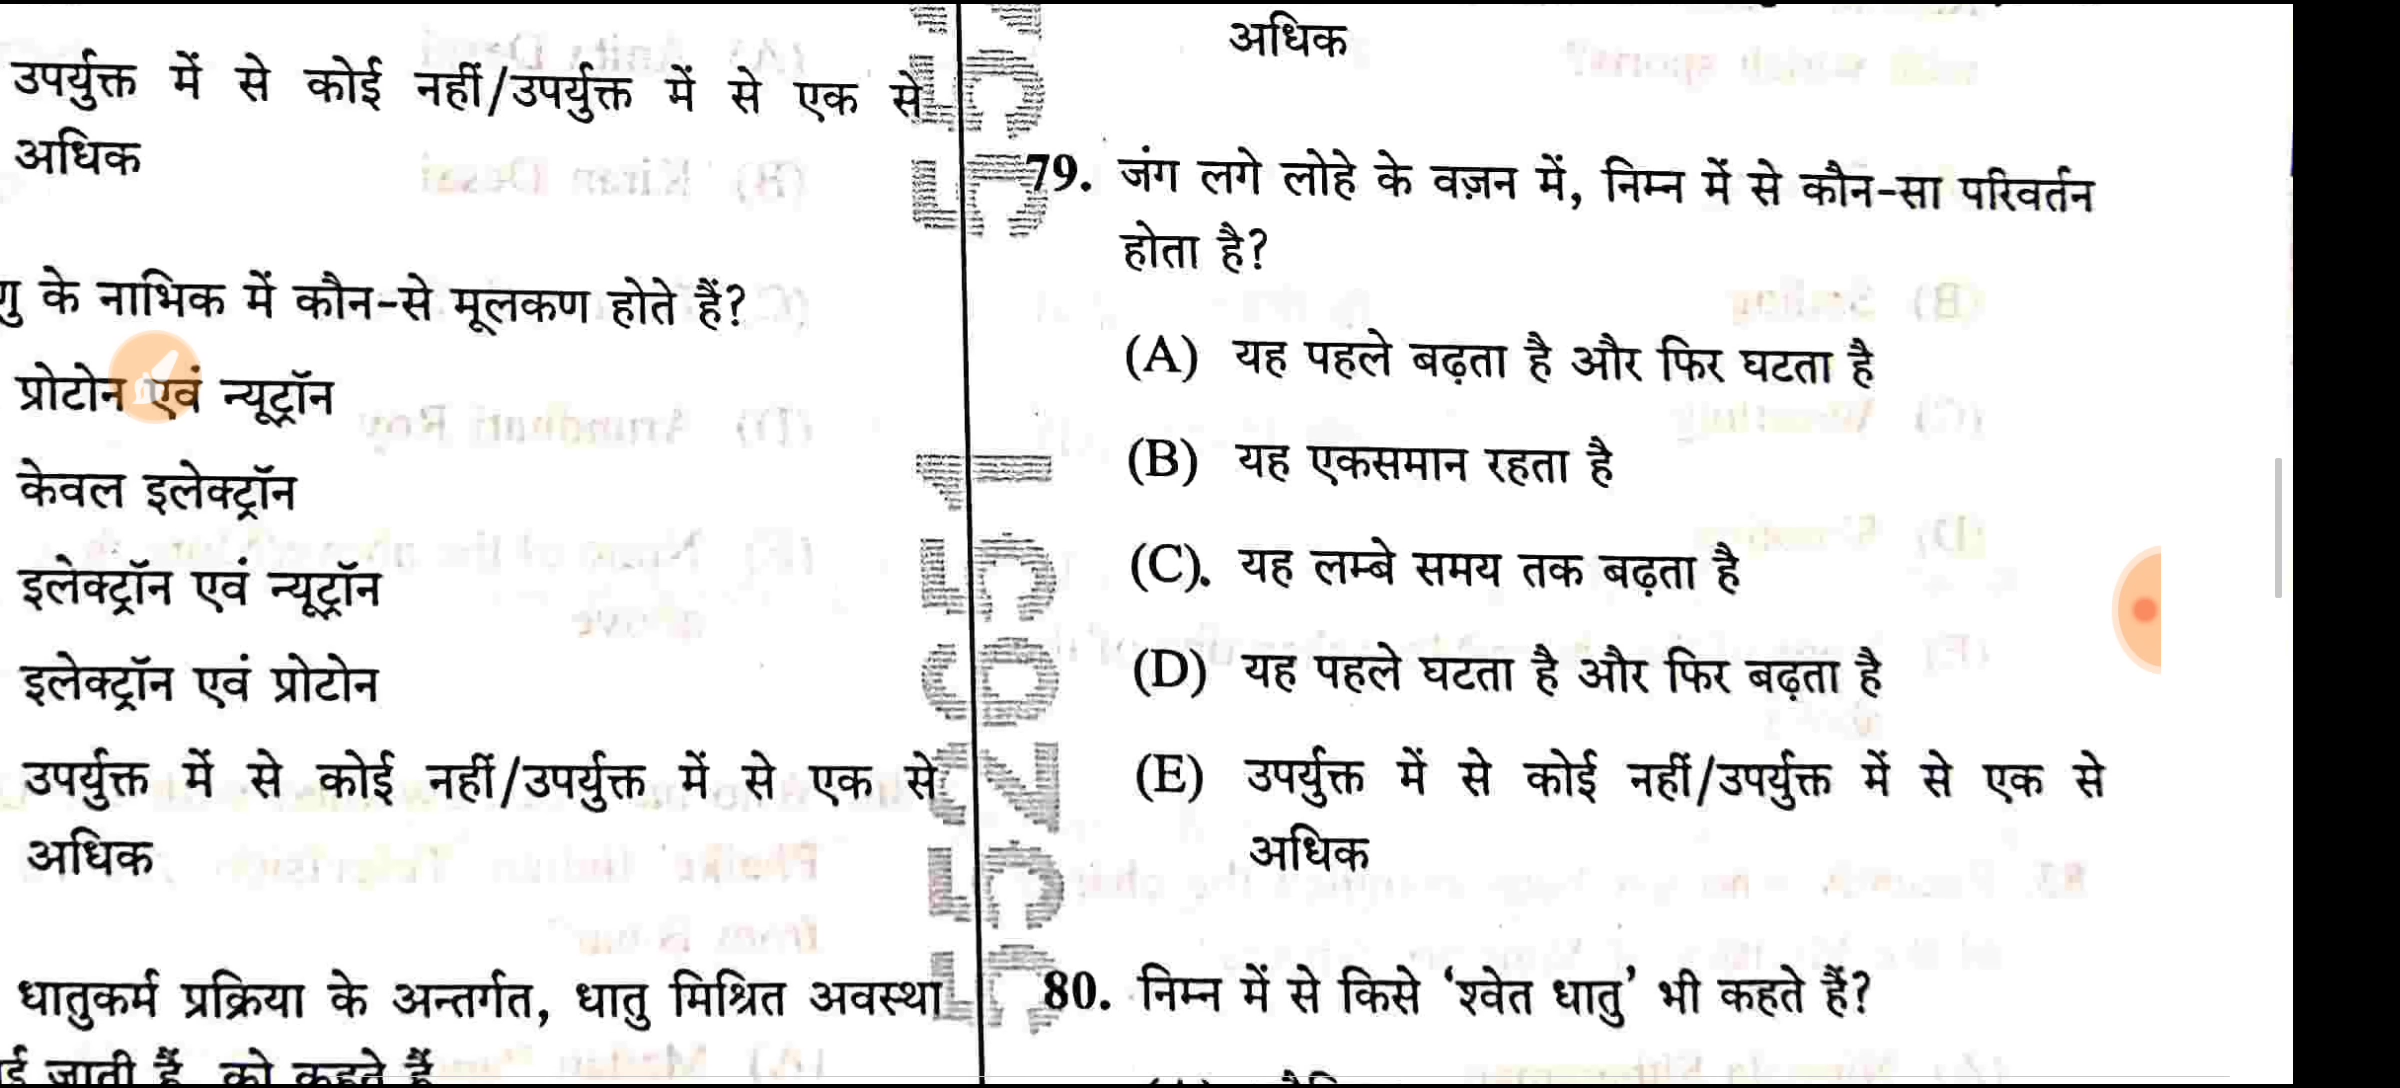 उपर्युक्त में से कोई नहीं/उपर्युक्त में से एक से
अधिक
के नाभिक में कौन-से मूलकण होते हैं?
प्रोटोन एवं न्यूट्रॉन
केवल इलेक्ट्रॉन
इलेक्ट्रॉन एवं न्यूट्रॉन
इलेक्ट्रॉन एवं प्रोटोन
उपर्युक्त में से कोई नहीं/उपर्युक्त में से एक से
अधिक
धातुकर्म प्रक्रिया के अन्तर्गत, धातु मिश्रित अवस्था
जाती हैं, को कहते हैं
अधिक
79. जंग लगे लोहे के वज़न में, निम्न में से कौन-सा परिवर्तन
होता है?
(A) यह पहले बढ़ता है और फिर घटता है
(B) यह एकसमान रहता है
(C). यह लम्बे समय तक बढ़ता है
(D) यह पहले घटता है और फिर बढ़ता है
(E) उपर्युक्त में से कोई नहीं/उपर्युक्त में से एक से
अधिक
80. निम्न में से किसे ‘श्वेत धातु’ भी कहते हैं?